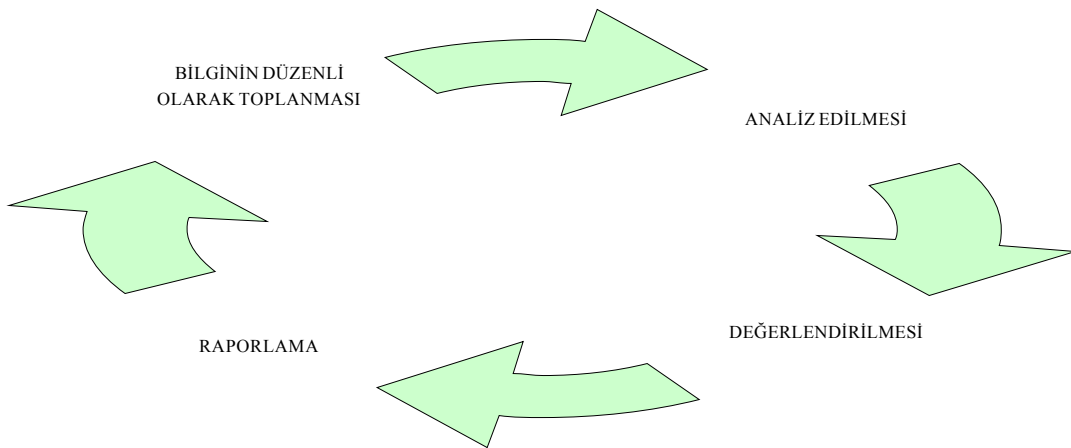 BİLGİNİN DÜZENLİ
OLARAK TOPLANMASI
ANALİZ EDİLMESİ
DEĞERLENDİRİLMESİ
RAPORLAMA